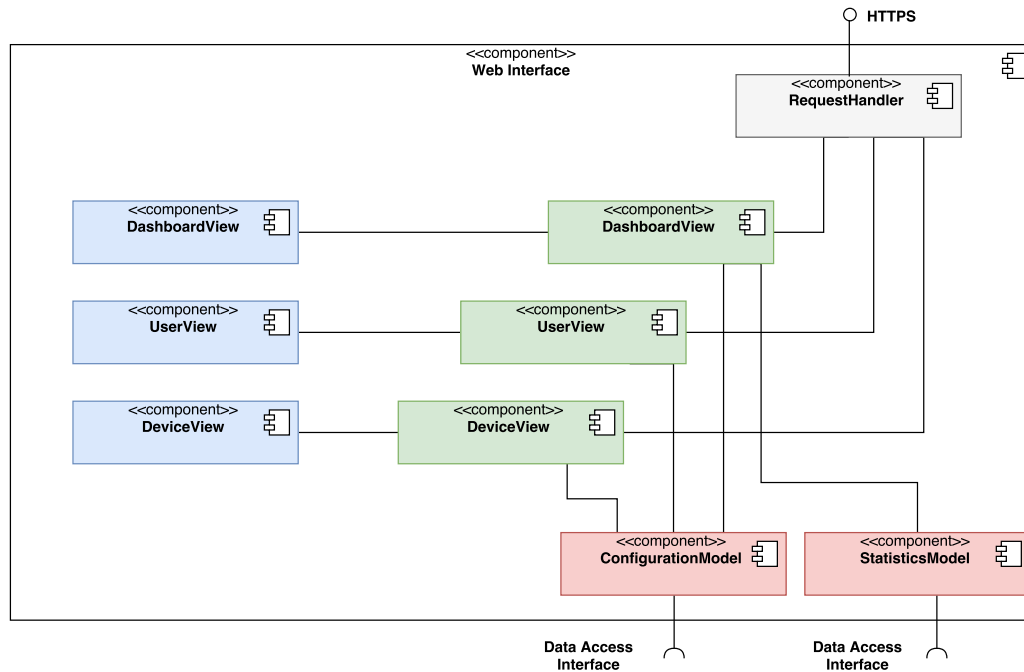 HTTPS
<<component>>
Web Interface
<<component>>
RequestHandler
<<component>>
DashboardView
<<component>>
DashboardView
<<component>>
UserView
<<component>>
UserView
<<component>>
DeviceView
<<component>>
DeviceView
<<component>>
ConfigurationModel
<<component>>
StatisticsModel
Data Access
Interface
Data Access
Interface